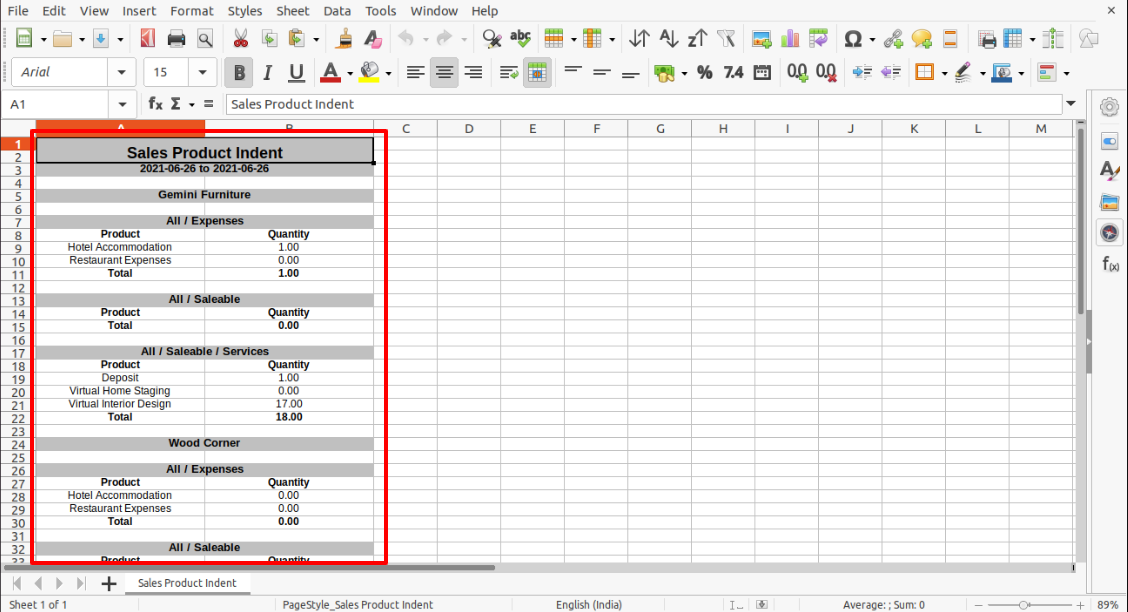 File Edit View Insert Format Styles Sheet Data Tools Window Help
Arial 15
A1 Sales Product Indent
A B C D E F G H I J K L M
1
2 Sales Product Indent
3 2021-06-26 to 2021-06-26
4
5 Gemini Furniture
6
7 All / Expenses
8 Product Quantity
9 Hotel Accommodation 1.00
10 Restaurant Expenses 0.00
11 Total 1.00
12
13 All / Saleable
14 Product Quantity
15 Total 0.00
16
17 All / Saleable / Services
18 Product Quantity
19 Deposit 1.00
20 Virtual Home Staging 0.00
21 Virtual Interior Design 17.00
22 Total 18.00
23
24 Wood Corner
25
26 All / Expenses
27 Product Quantity
28 Hotel Accommodation 0.00
29 Restaurant Expenses 0.00
30 Total 0.00
31
32 All / Saleable
33 Product Quantity
Sales Product Indent
Sheet 1 of 1 PageStyle_Sales Product Indent English (India) Average: ; Sum: 0 89%